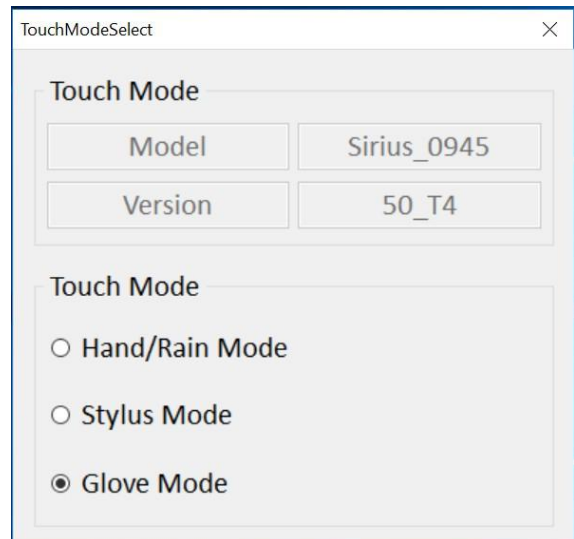 TouchModeSelect
Touch Mode
Model Sirius_0945
Version 50_T4
Touch Mode
Hand/Rain Mode
Stylus Mode
Glove Mode